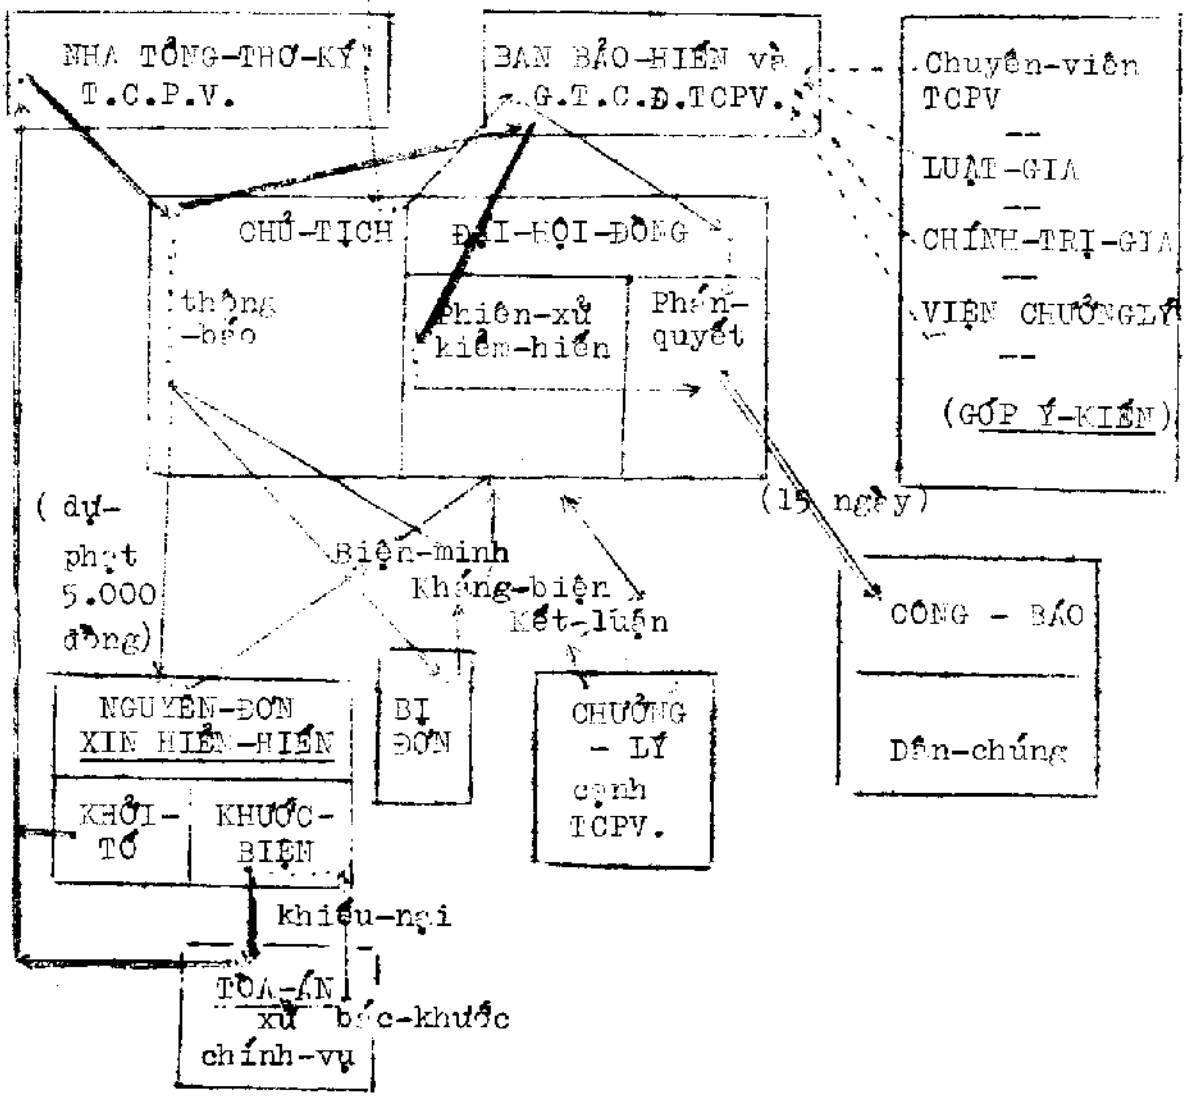 NHA TỔNG-THƠ-KÝ
T.C.P.V.
BAN BẢO-HIẾN và
G.T.C.Đ.TCPV.
Chuyên-viên
TCPV
LUẬT-GIA
CHÍNH-TRỊ-GIA
VIỆN CHƯỞNGLÝ
(GÓP Ý-KIẾN)
CHỦ-TỊCH
ĐẠI-HỘI-ĐỒNG
thông
-báo
Phiên-xử
kiểm-hiến
Phán-
quyết
(15 ngày)
( dự-
phạt
5.000
đồng)
Biện-minh
Kháng-biện
Kết-luận
CÔNG - BÁO
Dân-chúng
NGUYÊN-ĐƠN
XIN HIỂN-HIẾN
BỊ
ĐƠN
CHƯỞNG
- LÝ
cạnh
TCPV.
KHỞI-
TỐ
KHƯỚC-
BIỆN
khiếu-nại
TÒA-ÁN
xử
bác-khước
chính-vụ